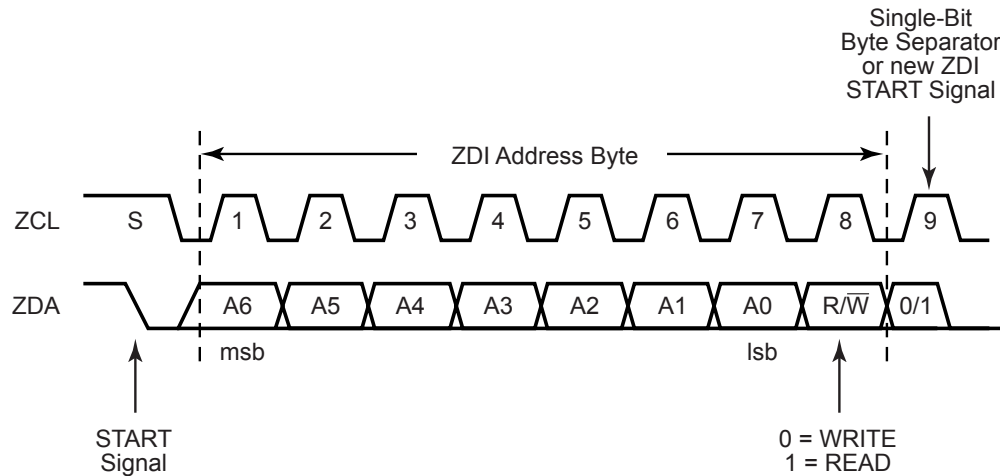 Single-Bit
Byte Separator
or new ZDI
START Signal
ZDI Address Byte
ZCL S 1 2 3 4 5 6 7 8 9
ZDA A6 A5 A4 A3 A2 A1 A0 R/W̅ 0/1
msb lsb
START
Signal
0 = WRITE
1 = READ